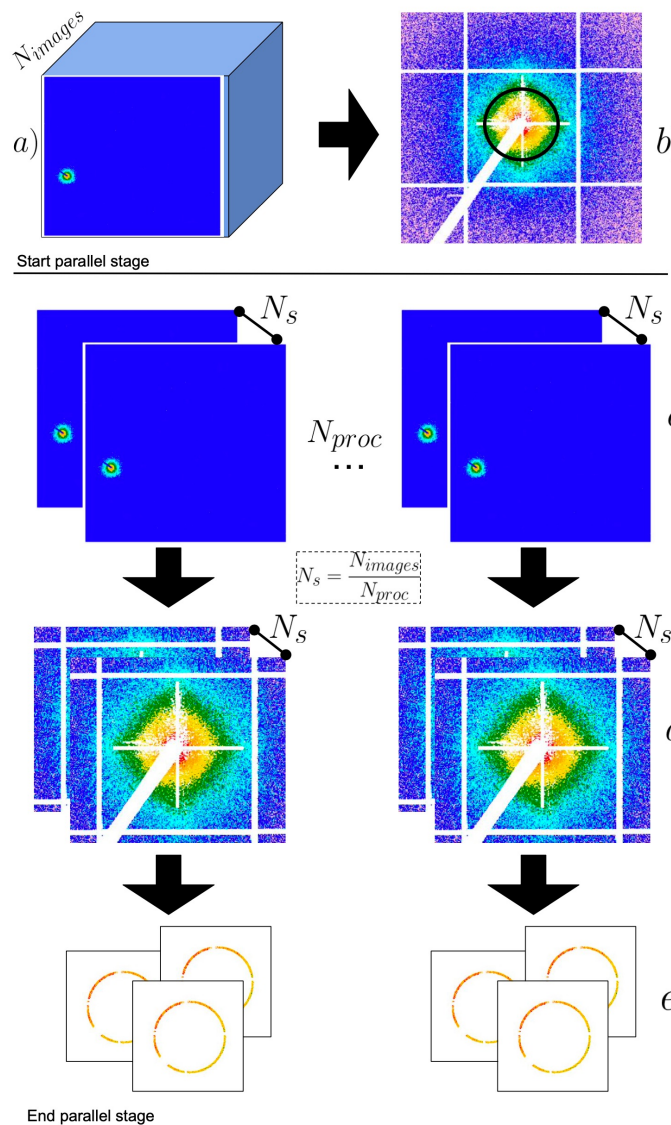 N_images
a)
b
Start parallel stage
N_s N_s
N_proc
...
N_s = N_images / N_proc
N_s N_s
e
End parallel stage